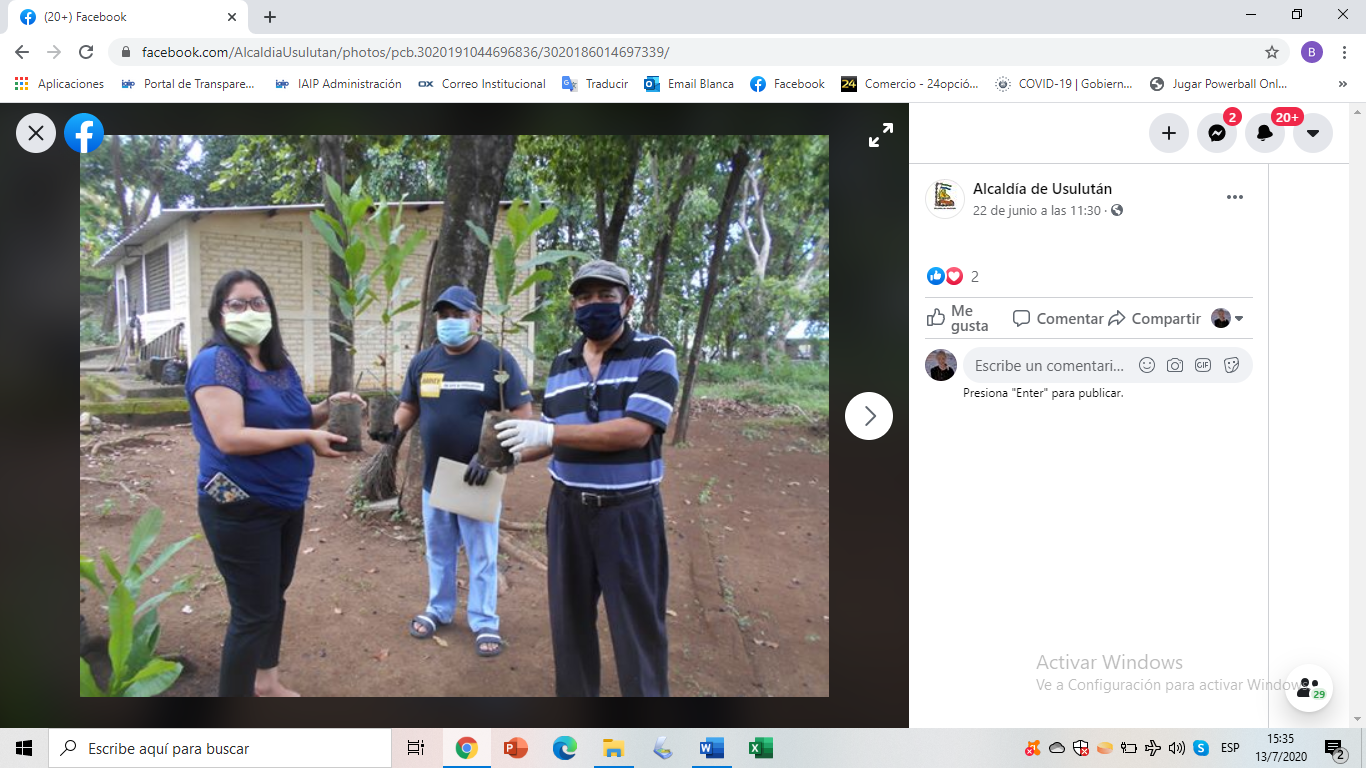 (20+) Facebook
facebook.com/AlcaldiaUsulutan/photos/pcb.3020191044696836/3020186014697339/
B
Aplicaciones
Portal de Transpare...
IAIP Administración
Correo Institucional
Traducir
Email Blanca
Facebook
24
Comercio - 24opció...
COVID-19 | Gobiern...
Jugar Powerball Onl...
»
2
20+
Alcaldía de Usulután
22 de junio a las 11:30 ·
2
Me gusta
Comentar
Compartir
Escribe un comentari...
GIF
Presiona "Enter" para publicar.
Activar Windows
Ve a Configuración para activar Windows.
29
Escribe aquí para buscar
ESP
15:35
13/7/2020
2